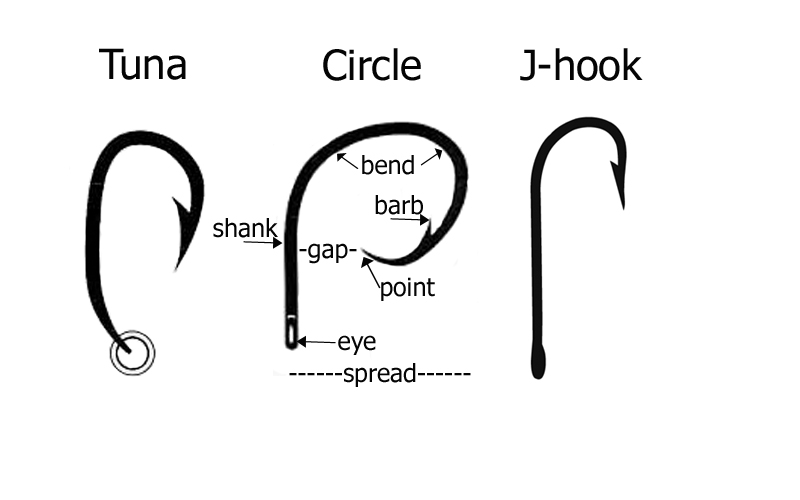 Tuna
Circle
J-hook
bend
barb
shank
-gap-
point
eye
------spread------